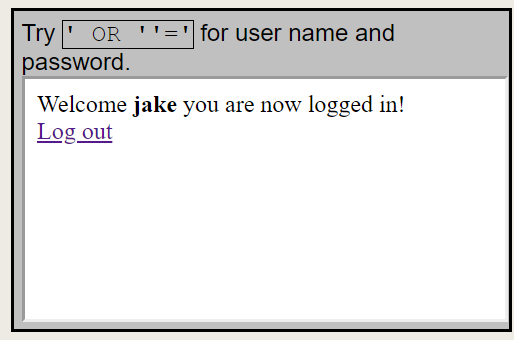 Try ' OR ''=' for user name and
password.
Welcome jake you are now logged in!
Log out